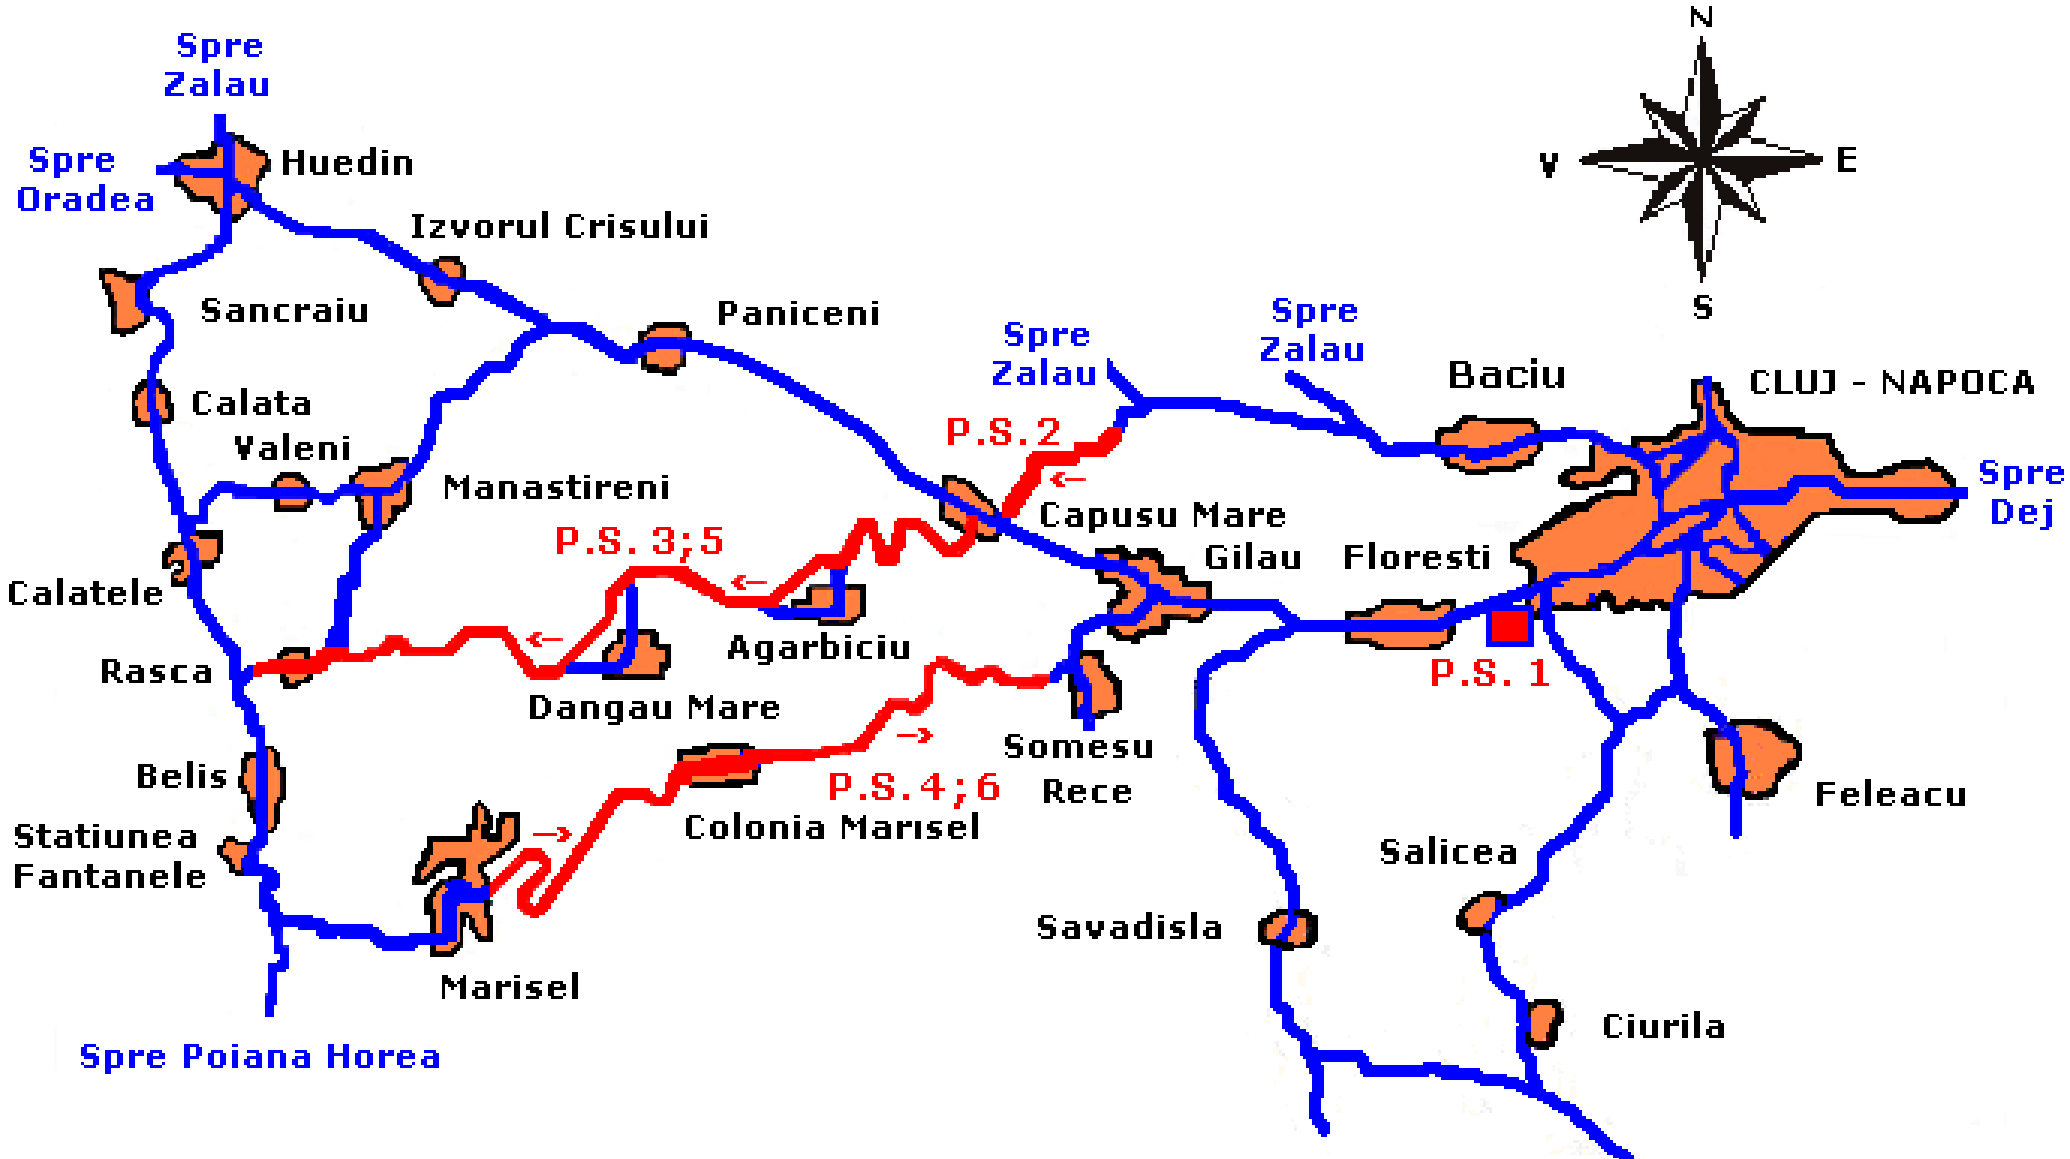 N
Spre
Zalau
V
E
Spre
Oradea
Huedin
Izvorul Crisului
Sancraiu
Paniceni
S
Spre
Zalau
Spre
Zalau
Baciu
CLUJ - NAPOCA
Calata
Valeni
P.S.2
←
Manastireni
Spre
Dej
Capusu Mare
P.S. 3;5
Gilau
Floresti
←
Calatele
←
Agarbiciu
Rasca
P.S. 1
Dangau Mare
→
Somesu
Rece
Belis
P.S.4;6
Feleacu
Statiunea
Fantanele
→
Colonia Marisel
Salicea
Savadisla
Marisel
Ciurila
Spre Poiana Horea